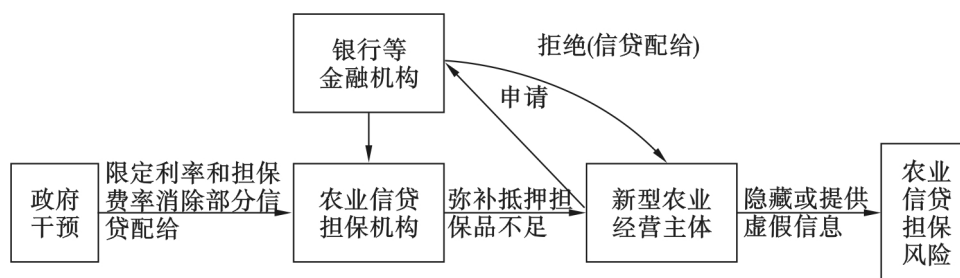 银行等
金融机构
拒绝(信贷配给)
申请
政府
干预
限定利率和担保
费率消除部分信
贷配给
农业信贷
担保机构
弥补抵押担
保品不足
新型农业
经营主体
隐藏或提供
虚假信息
农业
信贷
担保
风险